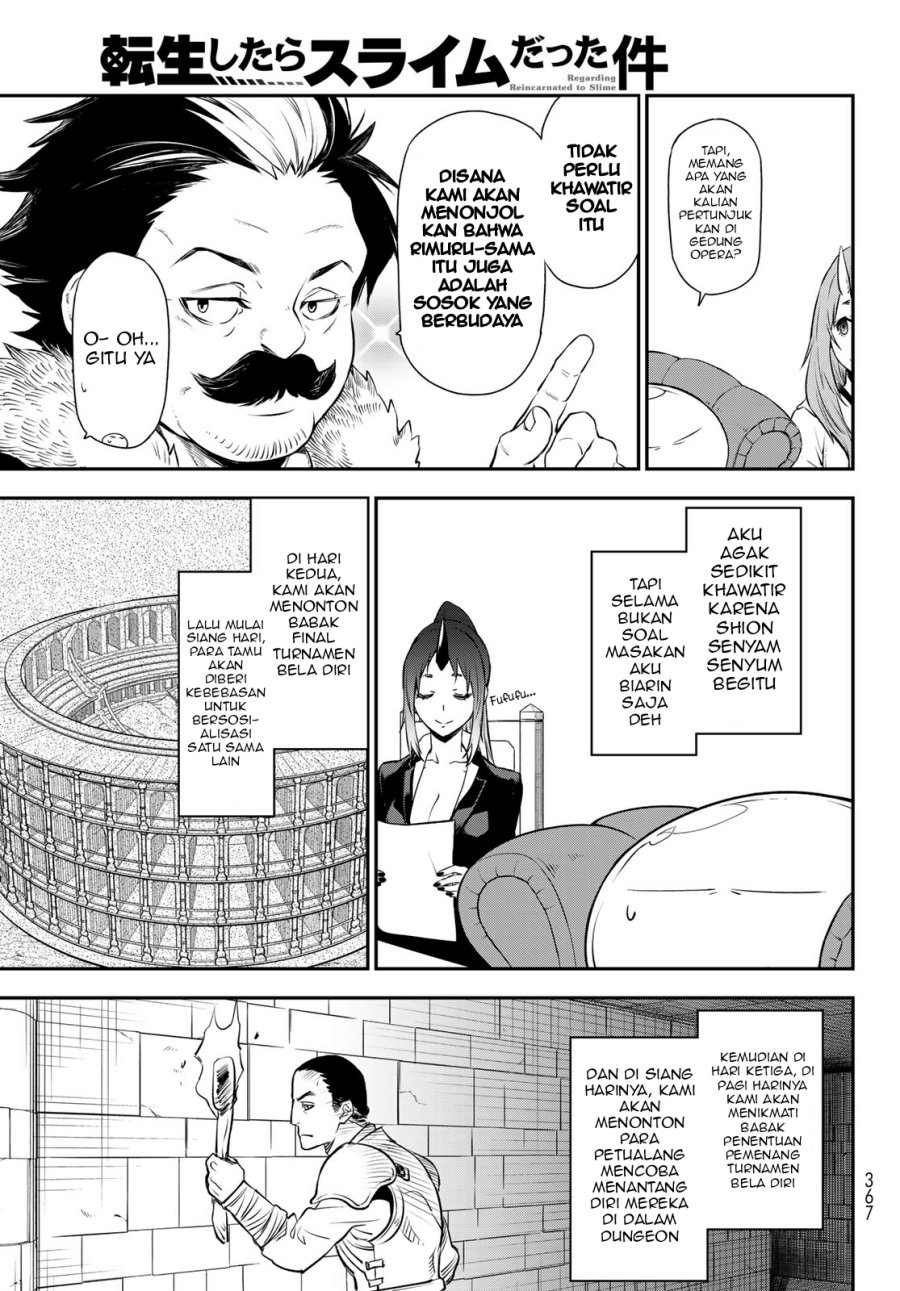 転生したらスライムだった件
Regarding
Reincarnated to Slime
TAPI,
MEMANG
APA YANG
AKAN
KALIAN
PERTUNJUK
KAN DI
GEDUNG
OPERA?
TIDAK
PERLU
KHAWATIR
SOAL
ITU
DISANA
KAMI AKAN
MENONJOL
KAN BAHWA
RIMURU-SAMA
ITU JUGA
ADALAH
SOSOK YANG
BERBUDAYA
O- OH...
GITU YA
AKU
AGAK
SEDIKIT
KHAWATIR
KARENA
SHION
SENYAM
SENYUM
BEGITU
TAPI
SELAMA
BUKAN
SOAL
MASAKAN
AKU
BIARIN
SAJA
DEH
FUFUFU...
DI HARI
KEDUA,
KAMI AKAN
MENONTON
BABAK
FINAL
TURNAMEN
BELA DIRI
LALU MULAI
SIANG HARI,
PARA TAMU
AKAN
DIBERI
KEBEBASAN
UNTUK
BERSOSI-
ALISASI
SATU SAMA
LAIN
KEMUDIAN DI
HARI KETIGA, DI
PAGI HARINYA
KAMI AKAN
MENIKMATI
BABAK
PENENTUAN
PEMENANG
TURNAMEN
BELA DIRI
DAN DI SIANG
HARINYA, KAMI
AKAN
MENONTON
PARA
PETUALANG
MENCOBA
MENANTANG
DIRI MEREKA
DI DALAM
DUNGEON
367